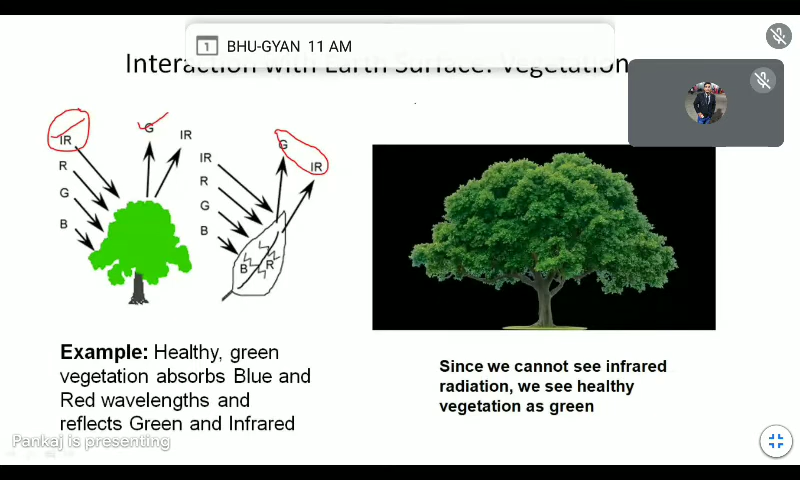 1 BHU-GYAN 11 AM
Interaction with Earth Surface: Vegetation
IR
R
G
B
G
IR
IR
R
G
B
G
IR
B
R
Example: Healthy, green
vegetation absorbs Blue and
Red wavelengths and
reflects Green and Infrared
Since we cannot see infrared
radiation, we see healthy
vegetation as green
Pankaj is presenting